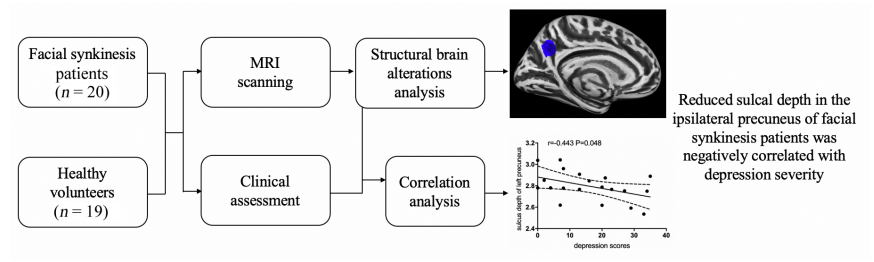 Facial synkinesis
patients
(n = 20)
Healthy
volunteers
(n = 19)
MRI
scanning
Clinical
assessment
Structural brain
alterations
analysis
Correlation
analysis
r=-0.443 P=0.048
sulcus depth of left precuneus
3.2
3.0
2.8
2.6
2.4
0
10
20
30
40
depression scores
Reduced sulcal depth in the
ipsilateral precuneus of facial
synkinesis patients was
negatively correlated with
depression severity